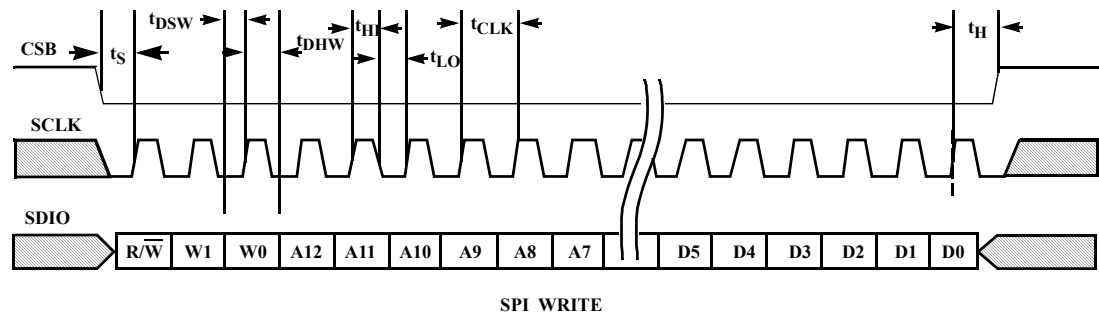 tDSW tHI tCLK tH
CSB tS tDHW tLO
SCLK
SDIO
R/W̅ W1 W0 A12 A11 A10 A9 A8 A7 D5 D4 D3 D2 D1 D0
SPI WRITE